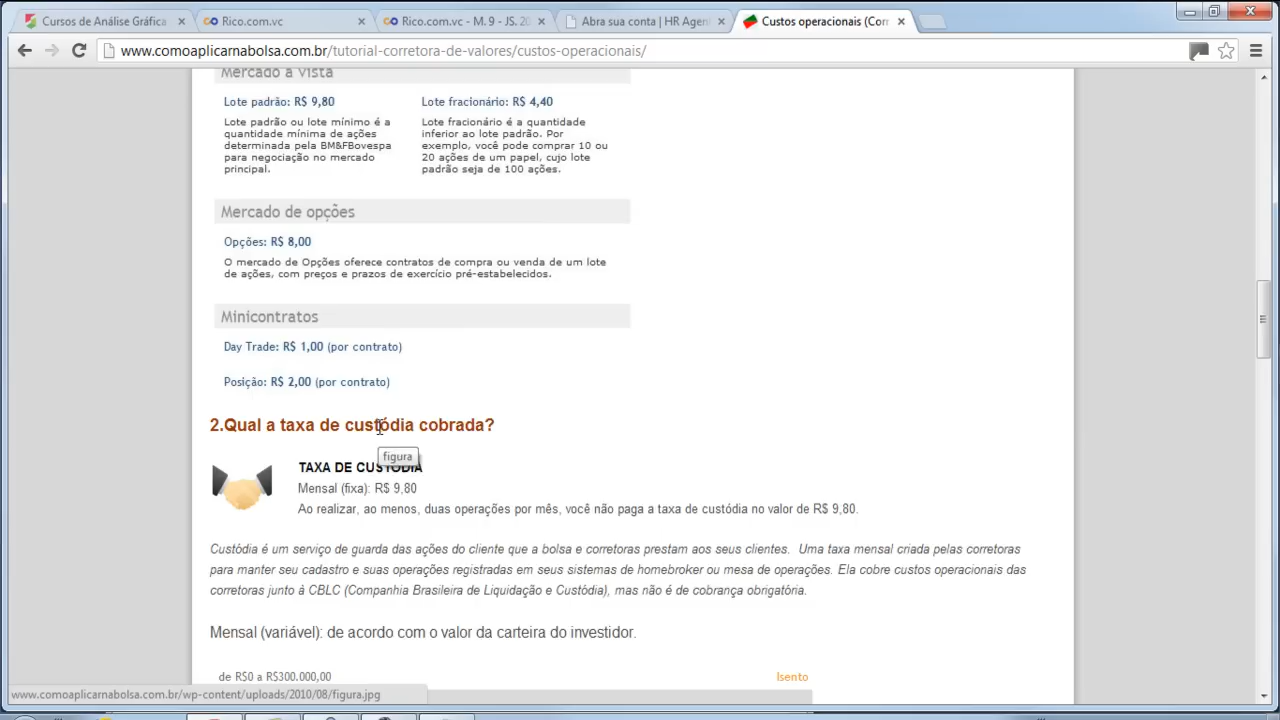 Cursos de Análise Gráfica
Rico.com.vc
Rico.com.vc - M. 9 - JS. 20
Abra sua conta | HR Agen
Custos operacionais (Corr
www.comoaplicarnabolsa.com.br/tutorial-corretora-de-valores/custos-operacionais/
Mercado à vista
Lote padrão: R$ 9,80
Lote padrão ou lote mínimo é a
quantidade mínima de ações
determinada pela BM&FBovespa
para negociação no mercado
principal.
Lote fracionário: R$ 4,40
Lote fracionário é a quantidade
inferior ao lote padrão. Por
exemplo, você pode comprar 10 ou
20 ações de um papel, cujo lote
padrão seja de 100 ações.
Mercado de opções
Opções: R$ 8,00
O mercado de Opções oferece contratos de compra ou venda de um lote
de ações, com preços e prazos de exercício pré-estabelecidos.
Minicontratos
Day Trade: R$ 1,00 (por contrato)
Posição: R$ 2,00 (por contrato)
2.Qual a taxa de custódia cobrada?
figura
TAXA DE CUSTÓDIA
Mensal (fixa): R$ 9,80
Ao realizar, ao menos, duas operações por mês, você não paga a taxa de custódia no valor de R$ 9,80.
Custódia é um serviço de guarda das ações do cliente que a bolsa e corretoras prestam aos seus clientes.  Uma taxa mensal criada pelas corretoras
para manter seu cadastro e suas operações registradas em seus sistemas de homebroker ou mesa de operações. Ela cobre custos operacionais das
corretoras junto à CBLC (Companhia Brasileira de Liquidação e Custódia), mas não é de cobrança obrigatória.
Mensal (variável): de acordo com o valor da carteira do investidor.
de R$0 a R$300.000,00 Isento
www.comoaplicarnabolsa.com.br/wp-content/uploads/2010/08/figura.jpg